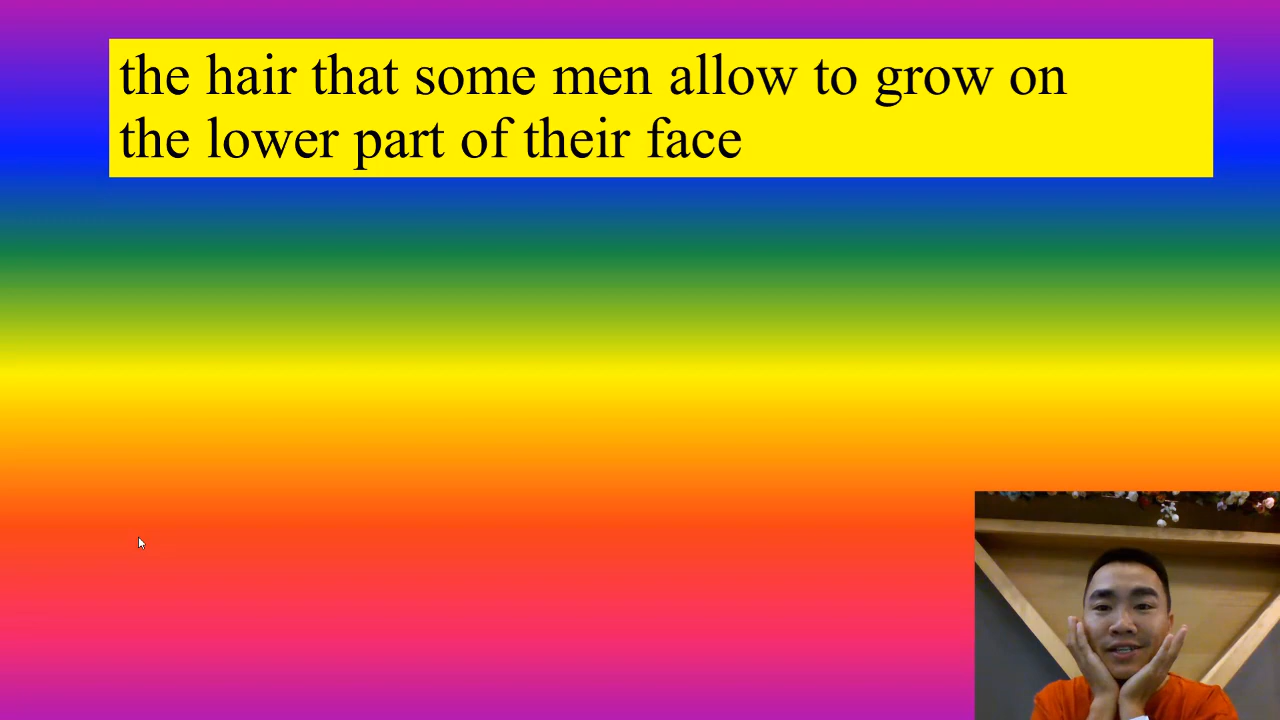 the hair that some men allow to grow on
the lower part of their face